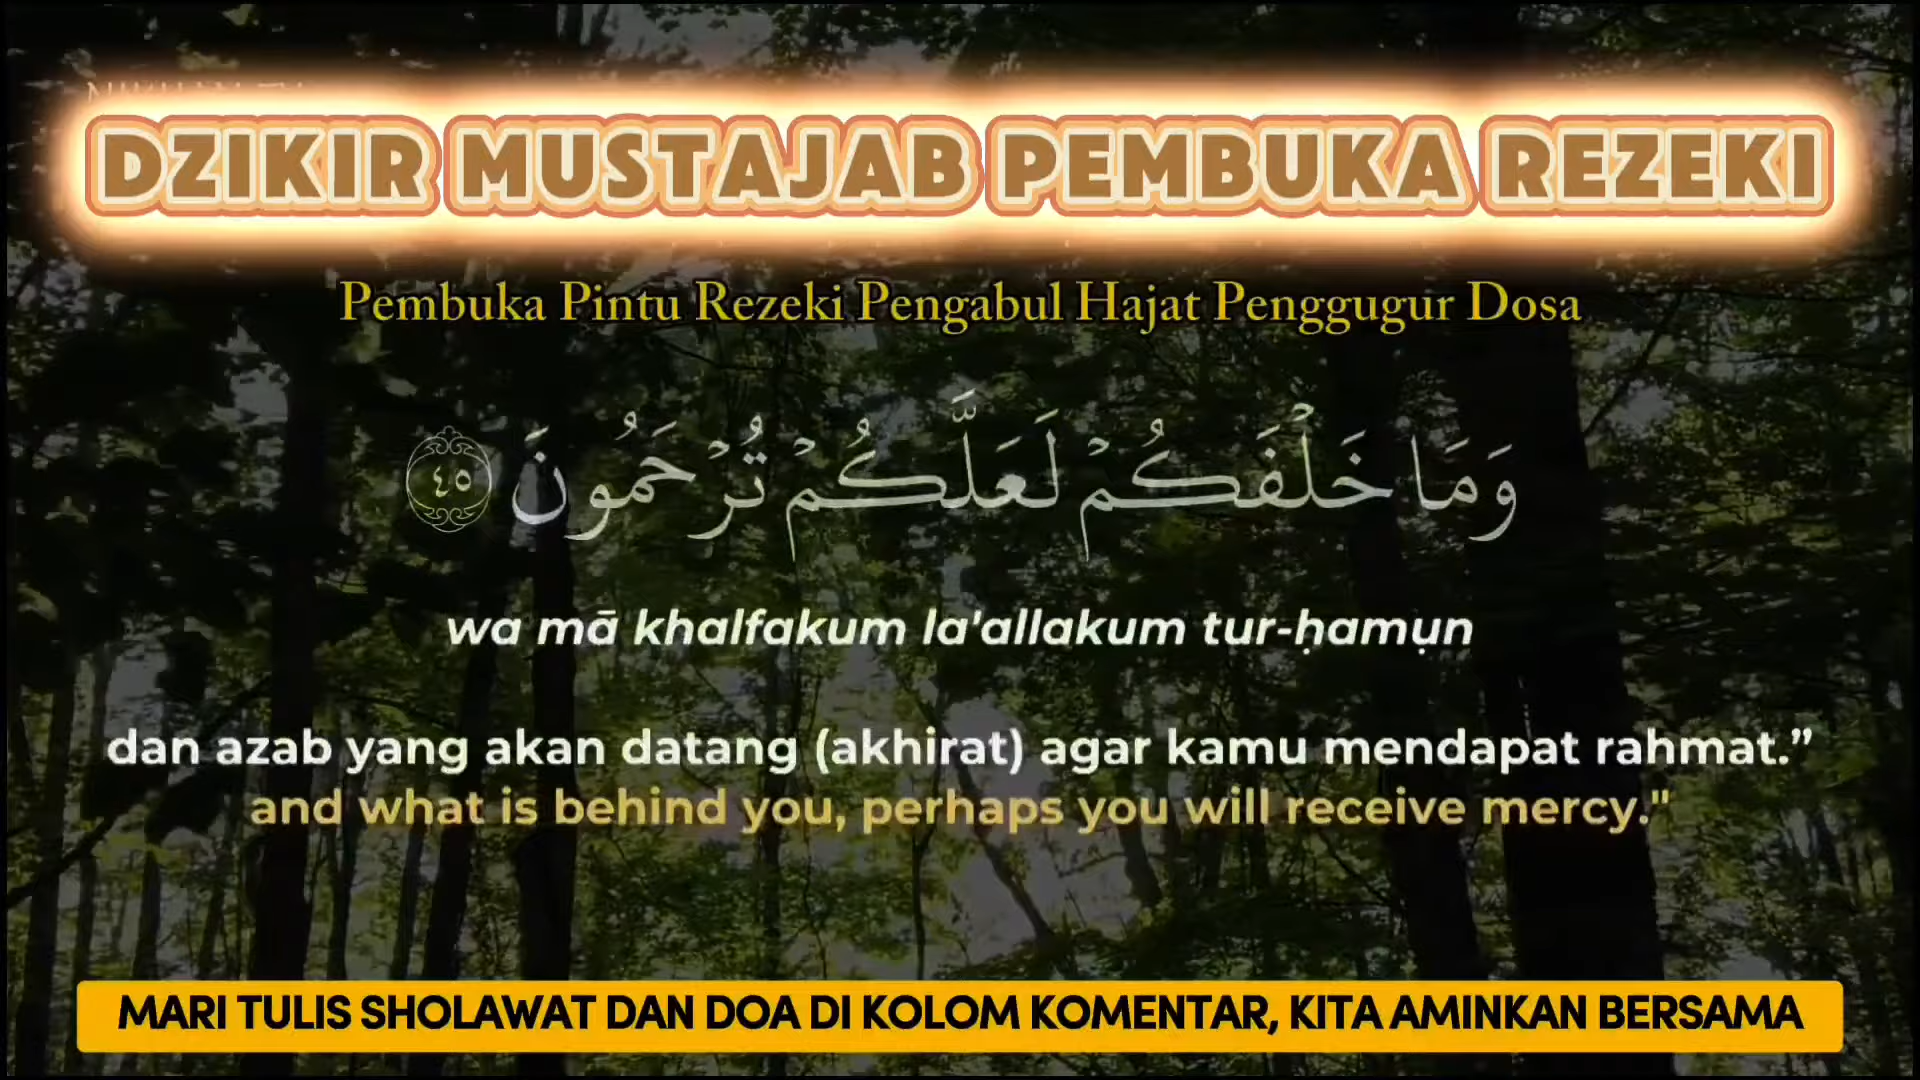 DZIKIR MUSTAJAB PEMBUKA REZEKI
Pembuka Pintu Rezeki Pengabul Hajat Penggugur Dosa
وَمَا خَلْفَكُمْ لَعَلَّكُمْ تُرْحَمُونَ ٤٥
wa mā khalfakum la'allakum tur-ḥamụn
dan azab yang akan datang (akhirat) agar kamu mendapat rahmat.”
and what is behind you, perhaps you will receive mercy."
MARI TULIS SHOLAWAT DAN DOA DI KOLOM KOMENTAR, KITA AMINKAN BERSAMA